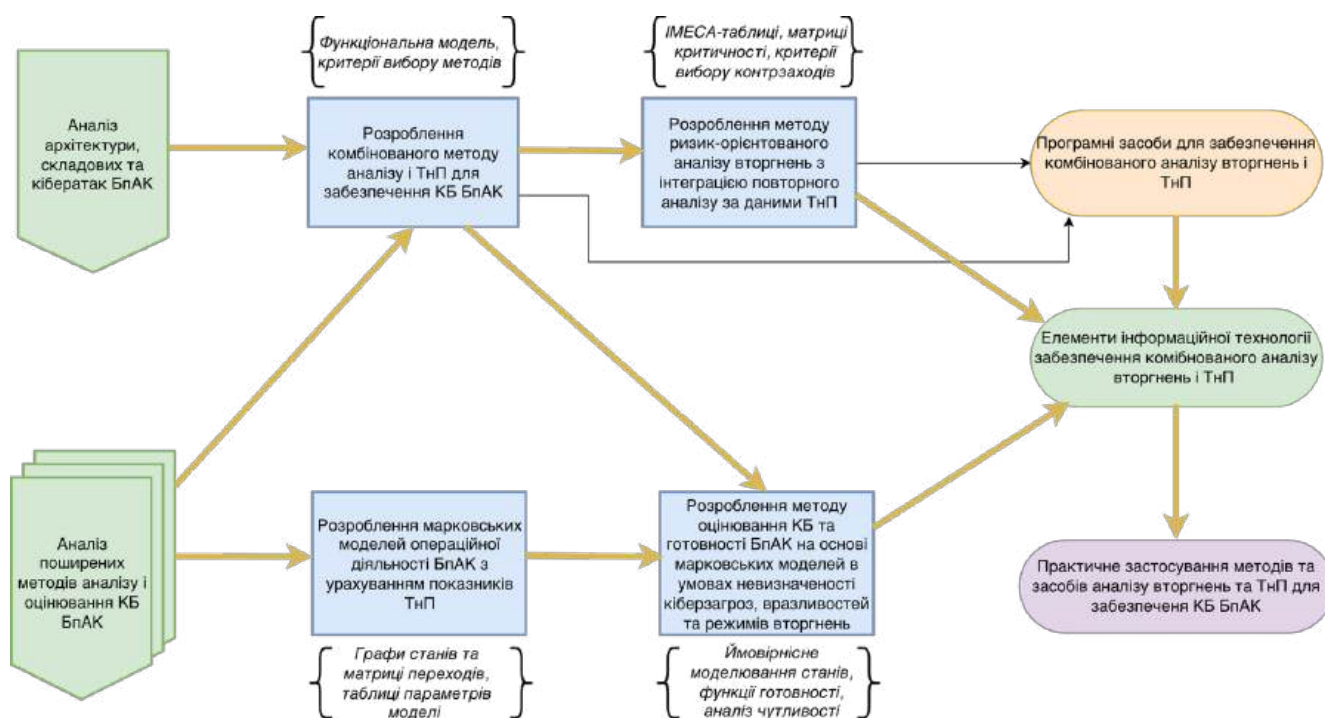 Функціональна модель,
критерії вибору методів
ІМЕСА-таблиці, матриці
критичності, критерії
вибору контрзаходів
Аналіз
архітектури,
складових та
кібератак БпАК
Розроблення
комбінованого методу
аналізу і ТнП для
забезпечення КБ БпАК
Розроблення методу
ризик-орієнтованого
аналізу вторгнень з
інтеграцією повторного
аналізу за даними ТнП
Програмні засоби для забезпечення
комбінованого аналізу вторгнень і
ТнП
Елементи інформаційної технології
забезпечення комібнованого аналізу
вторгнень і ТнП
Аналіз
поширених
методів аналізу і
оцінювання КБ
БпАК
Розроблення марковських
моделей операційної
діяльності БпАК з
урахуванням показників
ТнП
Розроблення методу
оцінювання КБ та
готовності БпАК на основі
марковських моделей в
умовах невизначеності
кіберзагроз, вразливостей
та режимів вторгнень
Практичне застосування методів та
засобів аналізу вторгнень та ТнП для
забезпеченя КБ БпАК
Графи станів та
матриці переходів,
таблиці параметрів
моделі
Ймовірнісне
моделювання станів,
функції готовності,
аналіз чутливості